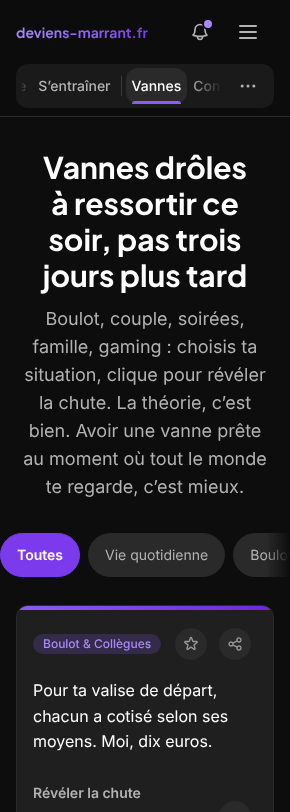 deviens-marrant.fr
S’entraîner
Vannes
Vannes drôles
à ressortir ce
soir, pas trois
jours plus tard
Boulot, couple, soirées,
famille, gaming : choisis ta
situation, clique pour révéler
la chute. La théorie, c’est
bien. Avoir une vanne prête
au moment où tout le monde
te regarde, c’est mieux.
Toutes
Vie quotidienne
Boulot & Collègues
Pour ta valise de départ,
chacun a cotisé selon ses
moyens. Moi, dix euros.
Révéler la chute